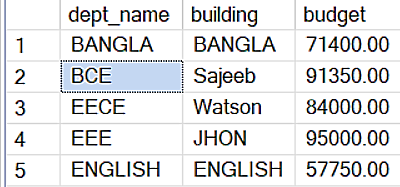 dept_name building budget
1 BANGLA BANGLA 71400.00
2 BCE Sajeeb 91350.00
3 EECE Watson 84000.00
4 EEE JHON 95000.00
5 ENGLISH ENGLISH 57750.00